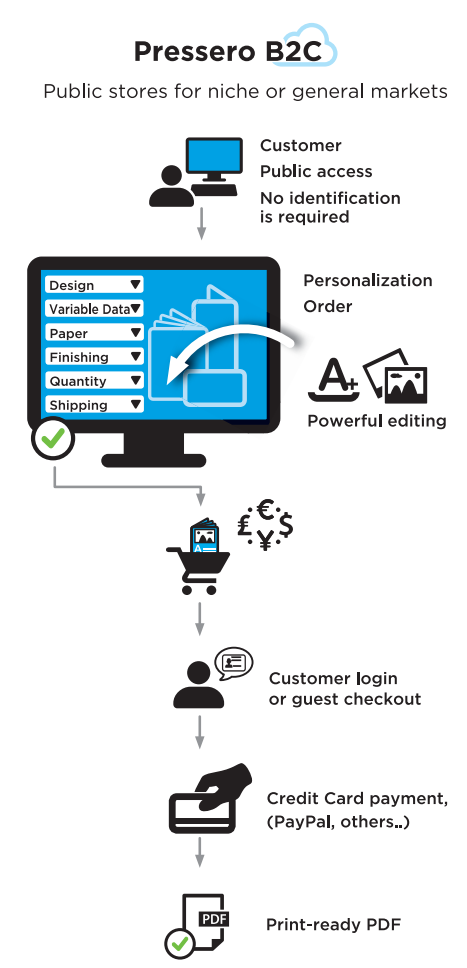 Pressero B2C
Public stores for niche or general markets
Customer
Public access
No identification
is required
Design
Variable Data
Paper
Finishing
Quantity
Shipping
Personalization
Order
A+
Powerful editing
£ € $ ¥
A
Customer login
or guest checkout
Credit Card payment,
(PayPal, others..)
PDF
Print-ready PDF